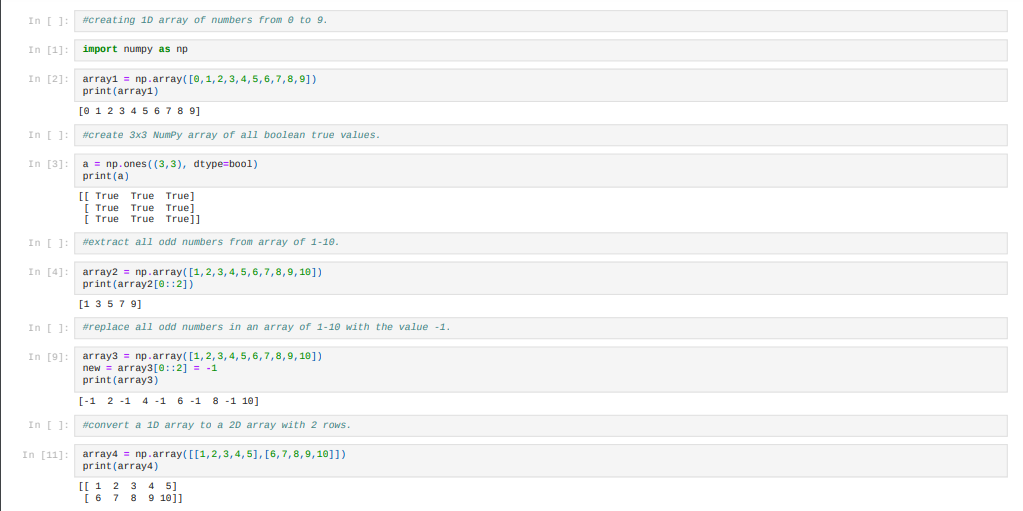 In [ ]: #creating 1D array of numbers from 0 to 9.
In [1]: import numpy as np
In [2]: array1 = np.array([0,1,2,3,4,5,6,7,8,9])
print(array1)
[0 1 2 3 4 5 6 7 8 9]
In [ ]: #create 3x3 NumPy array of all boolean true values.
In [3]: a = np.ones((3,3), dtype=bool)
print(a)
[[ True  True  True]
 [ True  True  True]
 [ True  True  True]]
In [ ]: #extract all odd numbers from array of 1-10.
In [4]: array2 = np.array([1,2,3,4,5,6,7,8,9,10])
print(array2[0::2])
[1 3 5 7 9]
In [ ]: #replace all odd numbers in an array of 1-10 with the value -1.
In [9]: array3 = np.array([1,2,3,4,5,6,7,8,9,10])
new = array3[0::2] = -1
print(array3)
[-1  2 -1  4 -1  6 -1  8 -1 10]
In [ ]: #convert a 1D array to a 2D array with 2 rows.
In [11]: array4 = np.array([[1,2,3,4,5],[6,7,8,9,10]])
print(array4)
[[ 1  2  3  4  5]
 [ 6  7  8  9 10]]